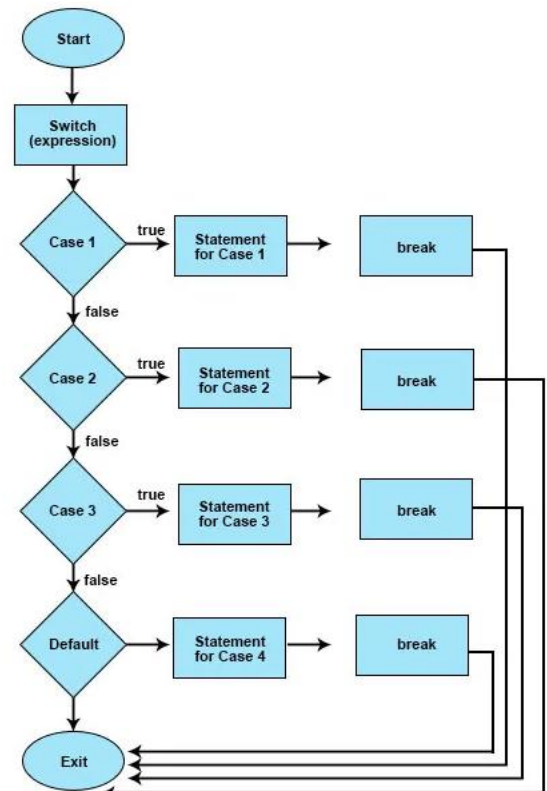 Start
Switch
(expression)
Case 1
true
Statement
for Case 1
break
false
Case 2
true
Statement
for Case 2
break
false
Case 3
true
Statement
for Case 3
break
false
Default
Statement
for Case 4
break
Exit